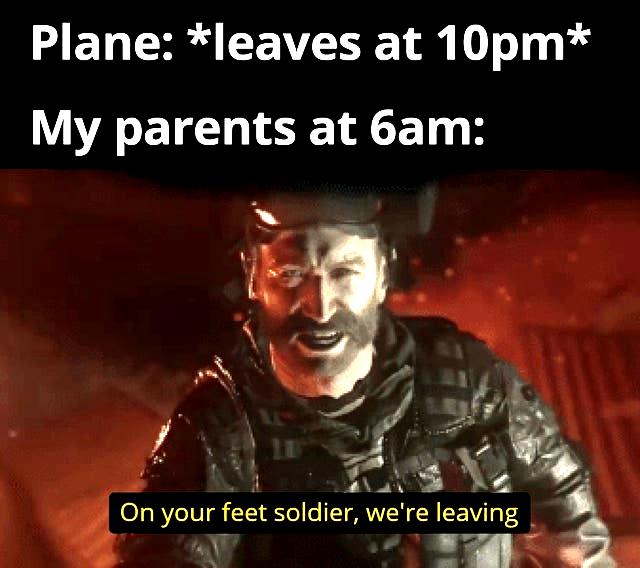 Plane: *leaves at 10pm*
My parents at 6am:
On your feet soldier, we're leaving